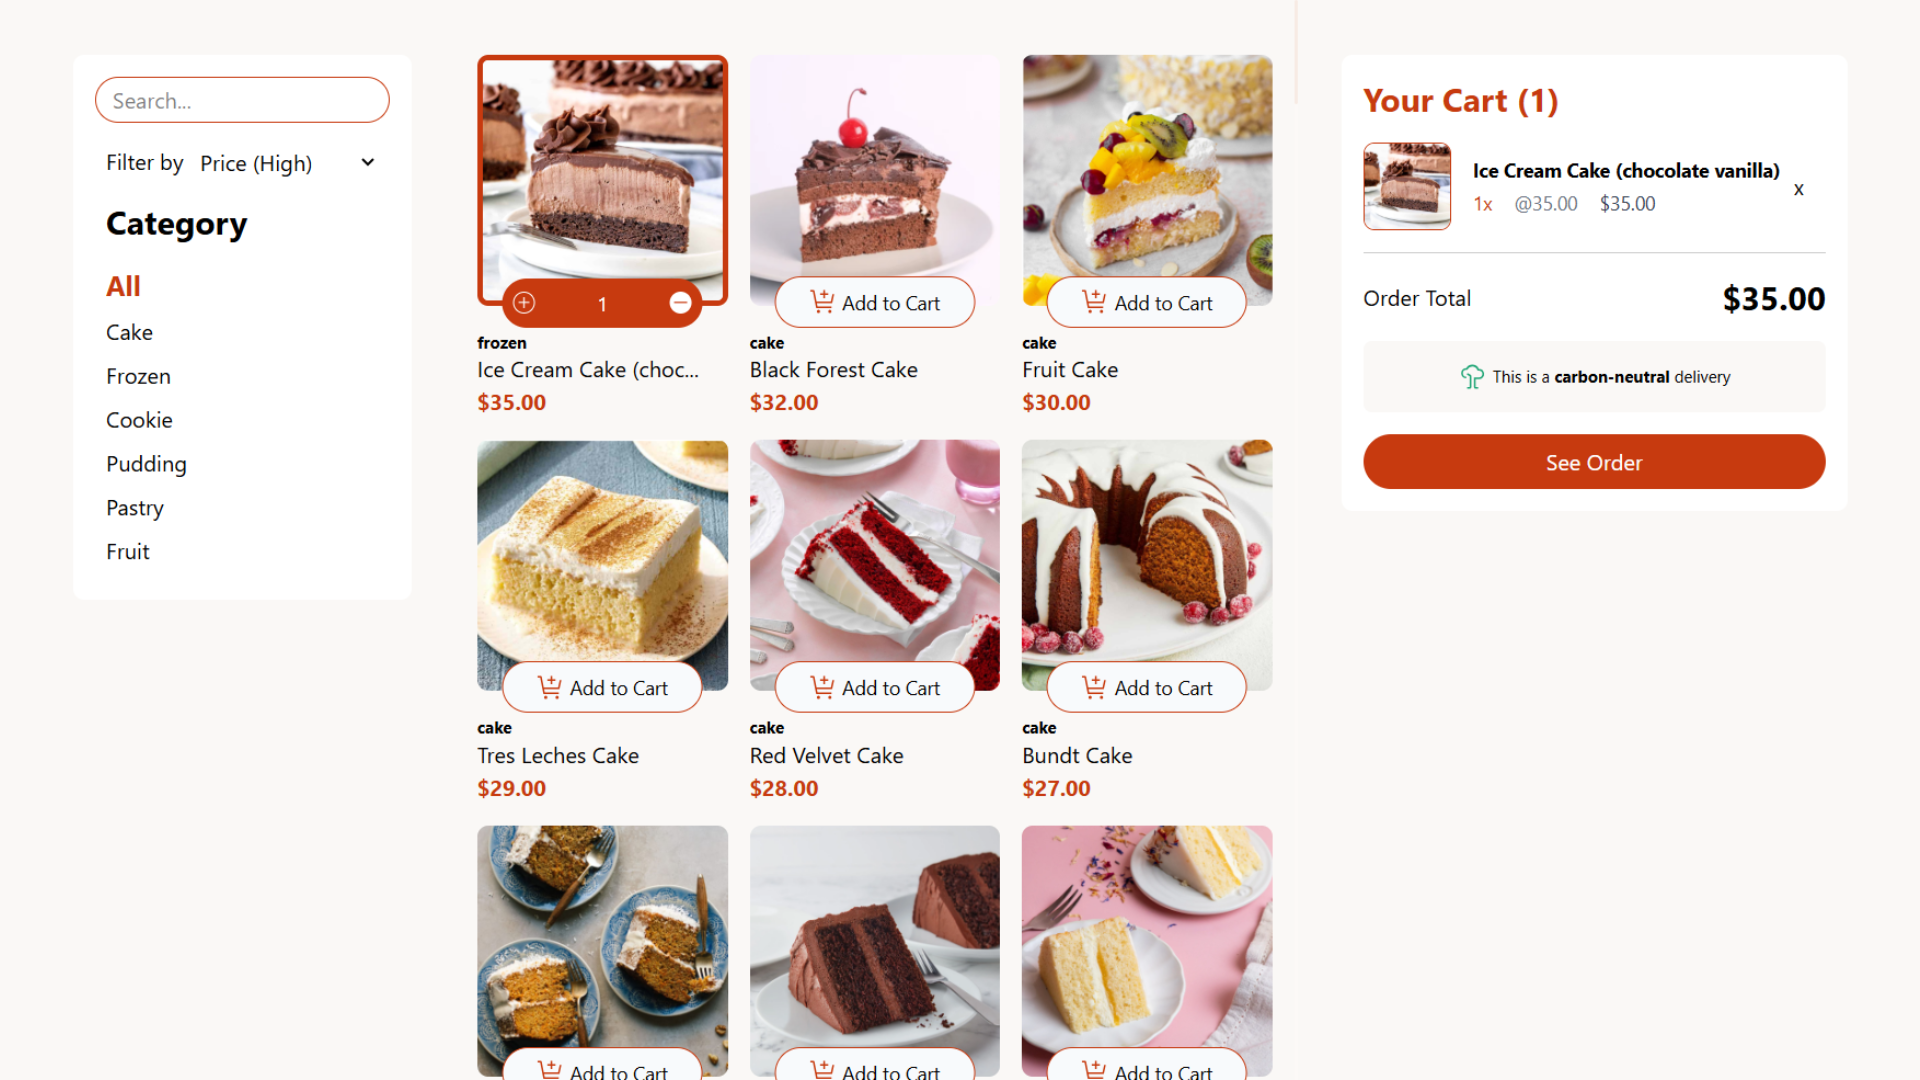 Search...
Filter by Price (High)
Category
All
Cake
Frozen
Cookie
Pudding
Pastry
Fruit
1
frozen
Ice Cream Cake (choc...
$35.00
Add to Cart
cake
Black Forest Cake
$32.00
Add to Cart
cake
Fruit Cake
$30.00
Add to Cart
cake
Tres Leches Cake
$29.00
Add to Cart
cake
Red Velvet Cake
$28.00
Add to Cart
cake
Bundt Cake
$27.00
Add to Cart
Add to Cart
Add to Cart
Your Cart (1)
Ice Cream Cake (chocolate vanilla)
1x @35.00 $35.00
x
Order Total $35.00
This is a carbon-neutral delivery
See Order